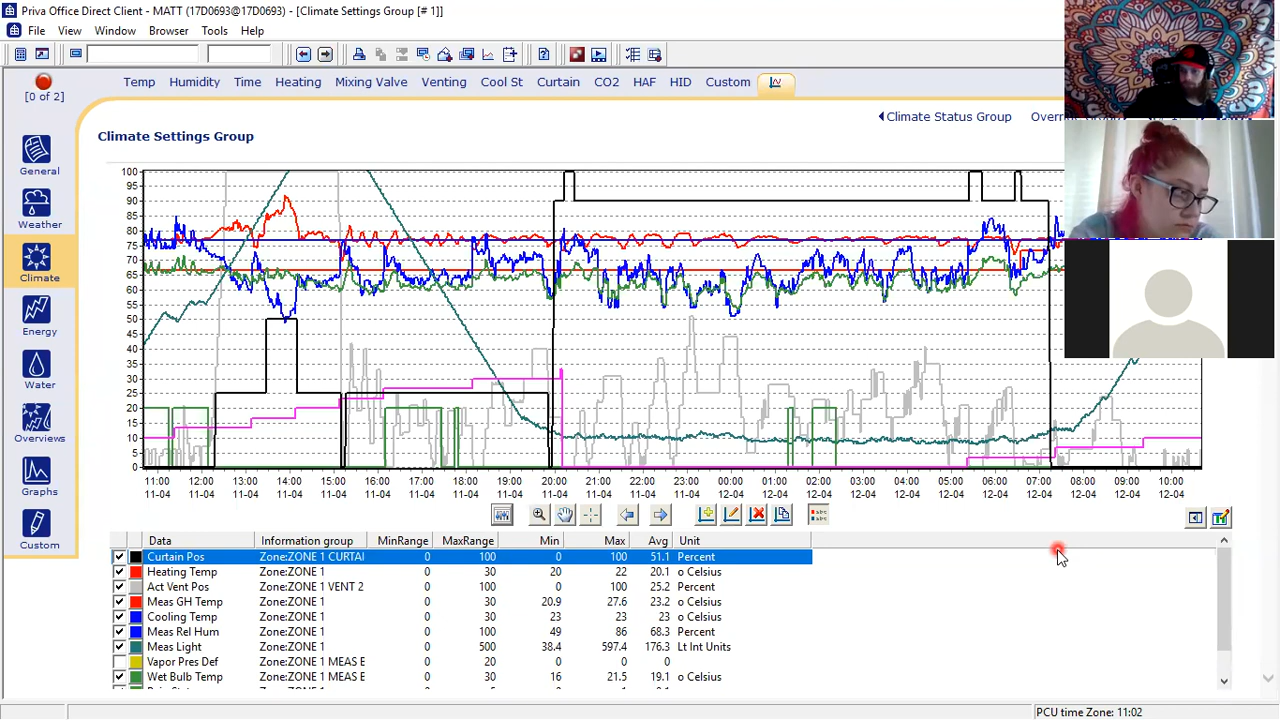 Priva Office Direct Client - MATT (17D0693@17D0693) - [Climate Settings Group [# 1]]
File View Window Browser Tools Help
[0 of 2]
Temp Humidity Time Heating Mixing Valve Venting Cool St Curtain CO2 HAF HID Custom
Climate Status Group
Climate Settings Group
General
Weather
Climate
Energy
Water
Overviews
Graphs
Custom
100
95
90
85
80
75
70
65
60
55
50
45
40
35
30
25
20
15
10
5
0
11:00 12:00 13:00 14:00 15:00 16:00 17:00 18:00 19:00 20:00 21:00 22:00 23:00 00:00 01:00 02:00 03:00 04:00 05:00 06:00 07:00 08:00 09:00 10:00
11-04 11-04 11-04 11-04 11-04 11-04 11-04 11-04 11-04 11-04 11-04 11-04 11-04 12-04 12-04 12-04 12-04 12-04 12-04 12-04 12-04 12-04 12-04 12-04
Data Information group MinRange MaxRange Min Max Avg Unit
Curtain Pos Zone:ZONE 1 CURTAI 0 100 0 100 51.1 Percent
Heating Temp Zone:ZONE 1 0 30 20 22 20.1 o Celsius
Act Vent Pos Zone:ZONE 1 VENT 2 0 100 0 100 25.2 Percent
Meas GH Temp Zone:ZONE 1 0 30 20.9 27.6 23.2 o Celsius
Cooling Temp Zone:ZONE 1 0 30 23 23 23 o Celsius
Meas Rel Hum Zone:ZONE 1 0 100 49 86 68.3 Percent
Meas Light Zone:ZONE 1 0 500 38.4 597.4 176.3 Lt Int Units
Vapor Pres Def Zone:ZONE 1 MEAS E 0 20 0 0 0
Wet Bulb Temp Zone:ZONE 1 MEAS E 0 30 16 21.5 19.1 o Celsius
PCU time Zone: 11:02